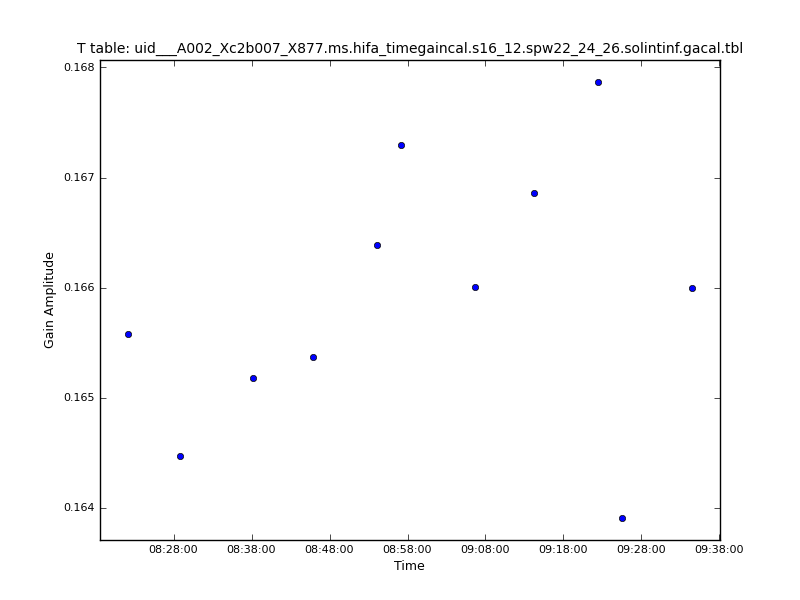 T table: uid___A002_Xc2b007_X877.ms.hifa_timegaincal.s16_12.spw22_24_26.solintinf.gacal.tbl
0.168
0.167
0.166
0.165
0.164
Gain Amplitude
08:28:00 08:38:00 08:48:00 08:58:00 09:08:00 09:18:00 09:28:00 09:38:00
Time